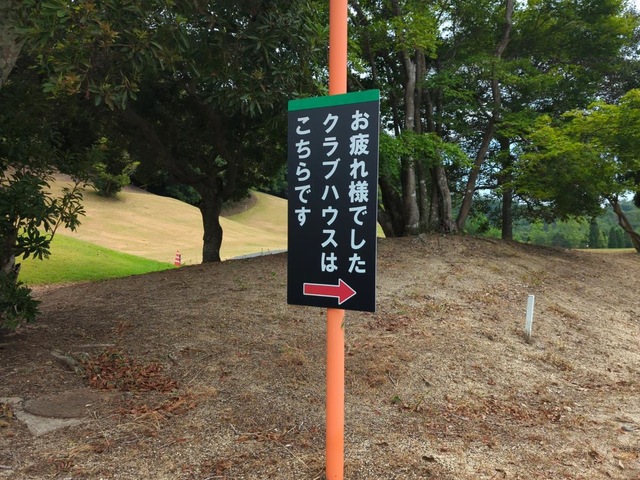 お疲れ様でした
クラブハウスは
こちらです